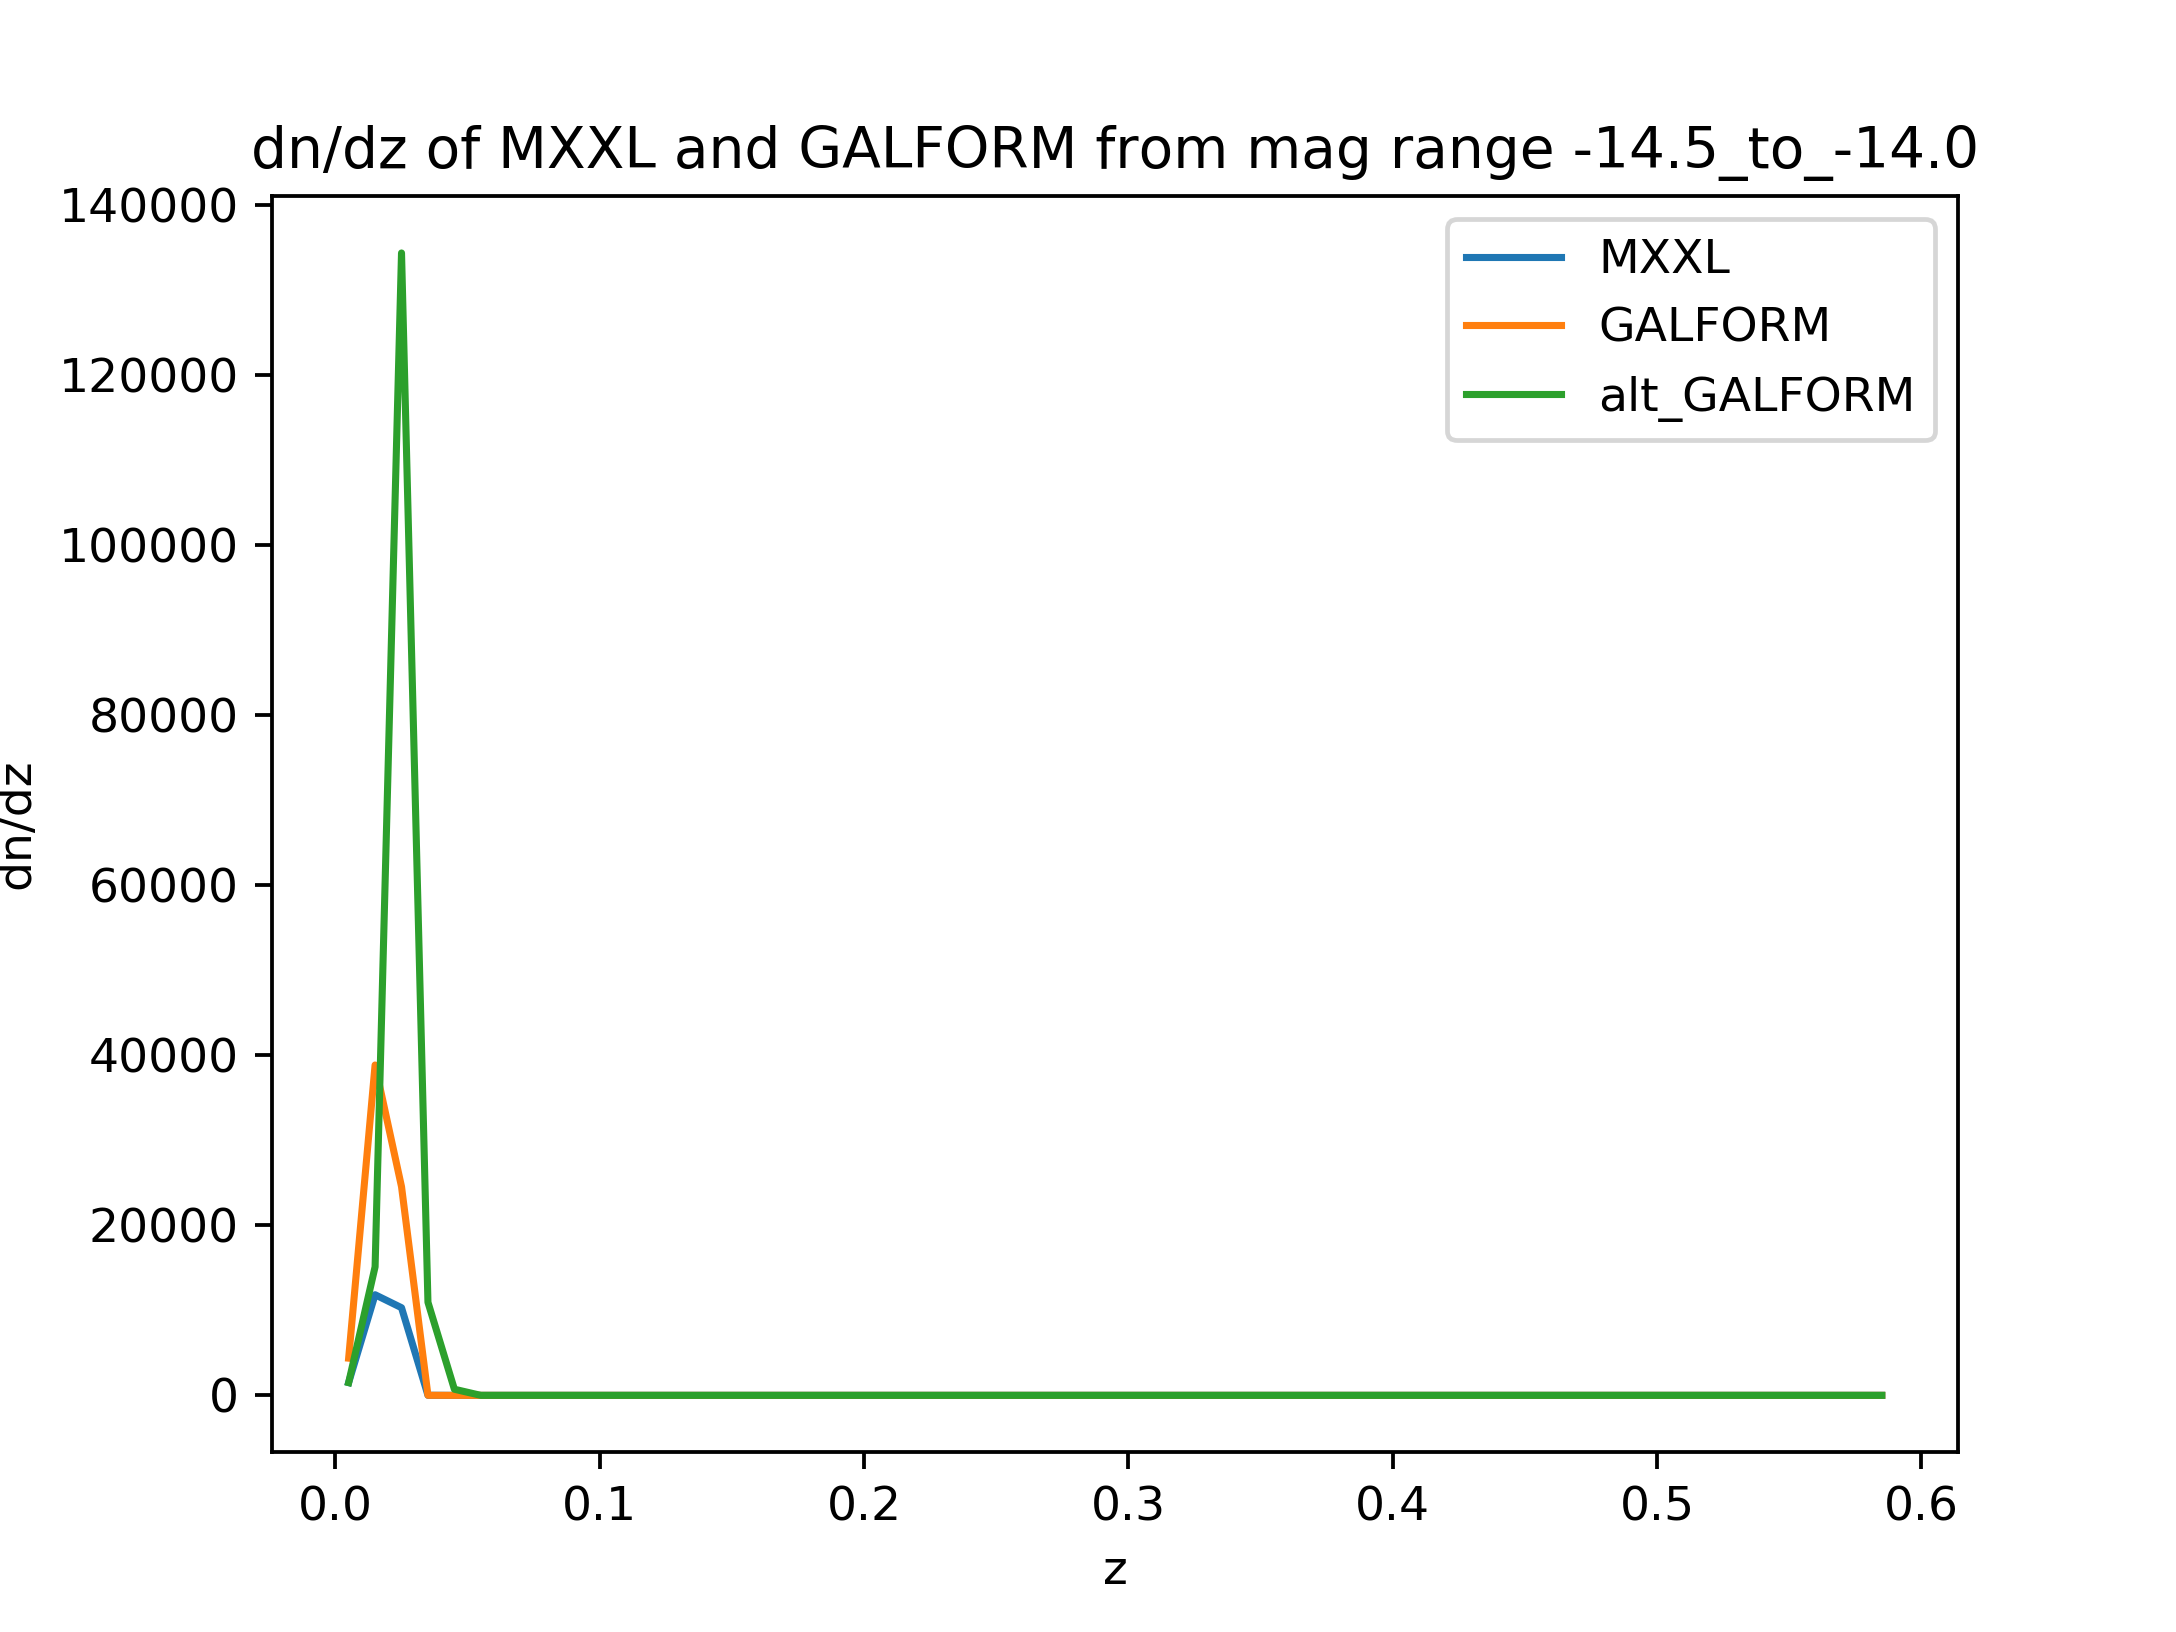 dn/dz of MXXL and GALFORM from mag range -14.5_to_-14.0
140000
120000
100000
80000
60000
40000
20000
0
dn/dz
MXXL
GALFORM
alt_GALFORM
0.0 0.1 0.2 0.3 0.4 0.5 0.6
z